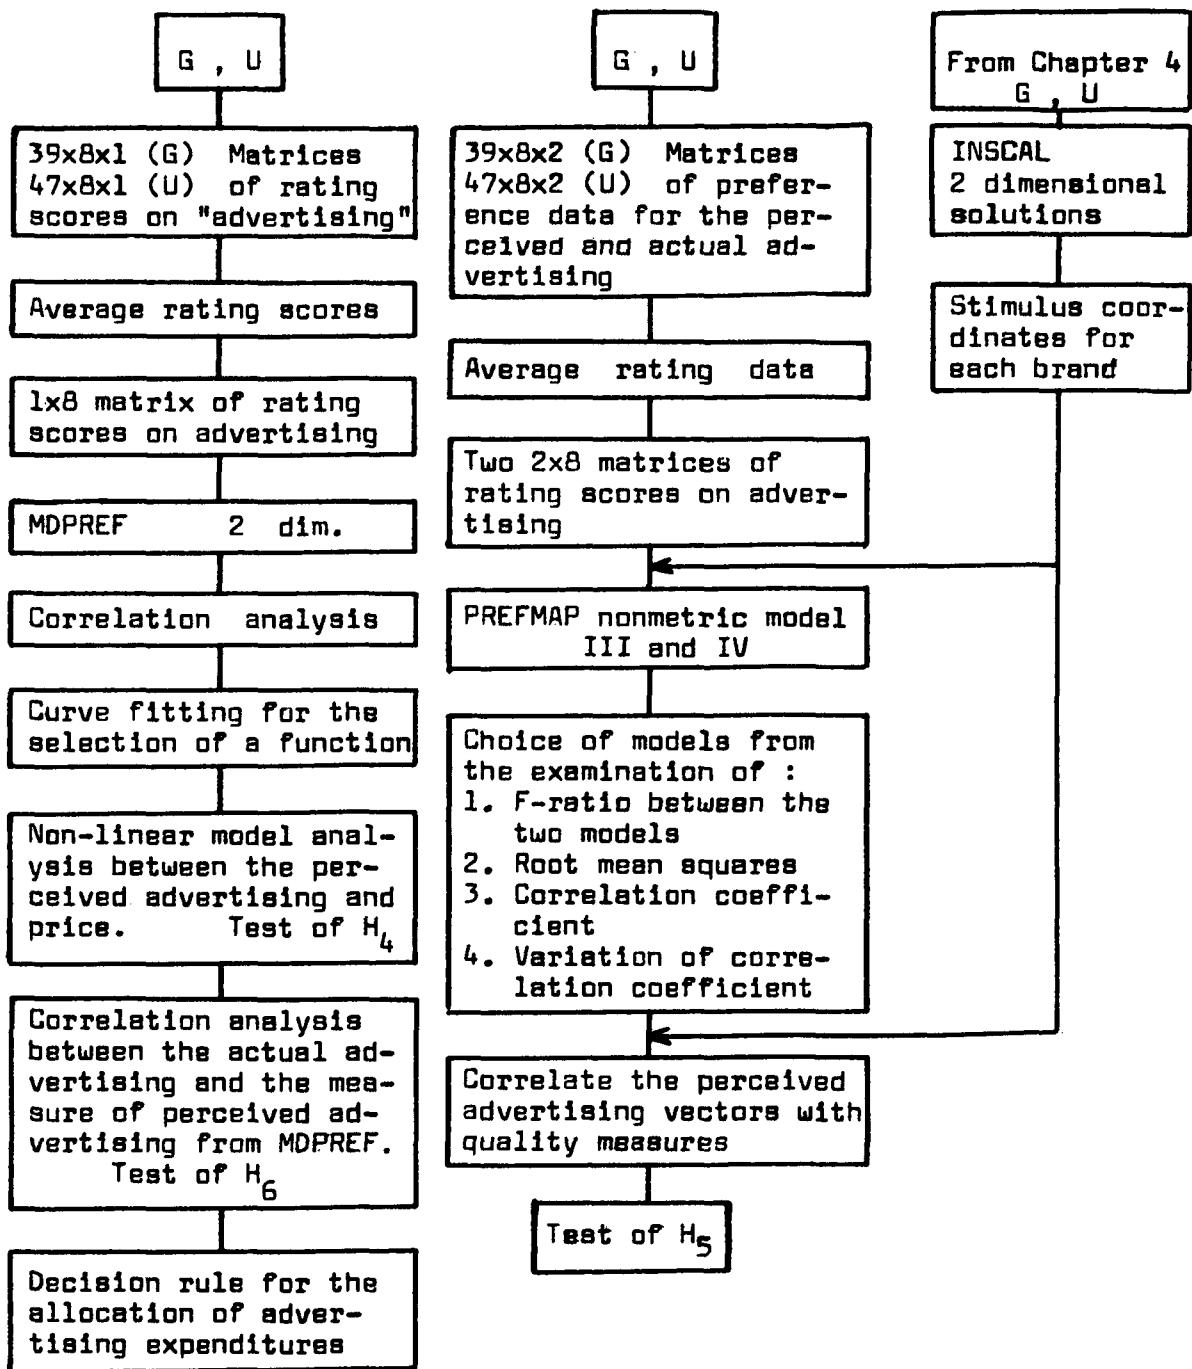 G , U
39x8x1 (G) Matrices
47x8x1 (U) of rating
scores on "advertising"
Average rating scores
1x8 matrix of rating
scores on advertising
MDPREF 2 dim.
Correlation analysis
Curve fitting for the
selection of a function
Non-linear model anal-
ysis between the per-
ceived advertising and
price. Test of H4
Correlation analysis
between the actual ad-
vertising and the mea-
sure of perceived ad-
vertising from MDPREF.
Test of H6
Decision rule for the
allocation of adver-
tising expenditures
G , U
39x8x2 (G) Matrices
47x8x2 (U) of prefer-
ence data for the per-
ceived and actual ad-
vertising
Average rating data
Two 2x8 matrices of
rating scores on adver-
tising
PREFMAP nonmetric model
III and IV
Choice of models from
the examination of :
1. F-ratio between the
two models
2. Root mean squares
3. Correlation coeffi-
cient
4. Variation of corre-
lation coefficient
Correlate the perceived
advertising vectors with
quality measures
Test of H5
From Chapter 4
G , U
INSCAL
2 dimensional
solutions
Stimulus coor-
dinates for
each brand